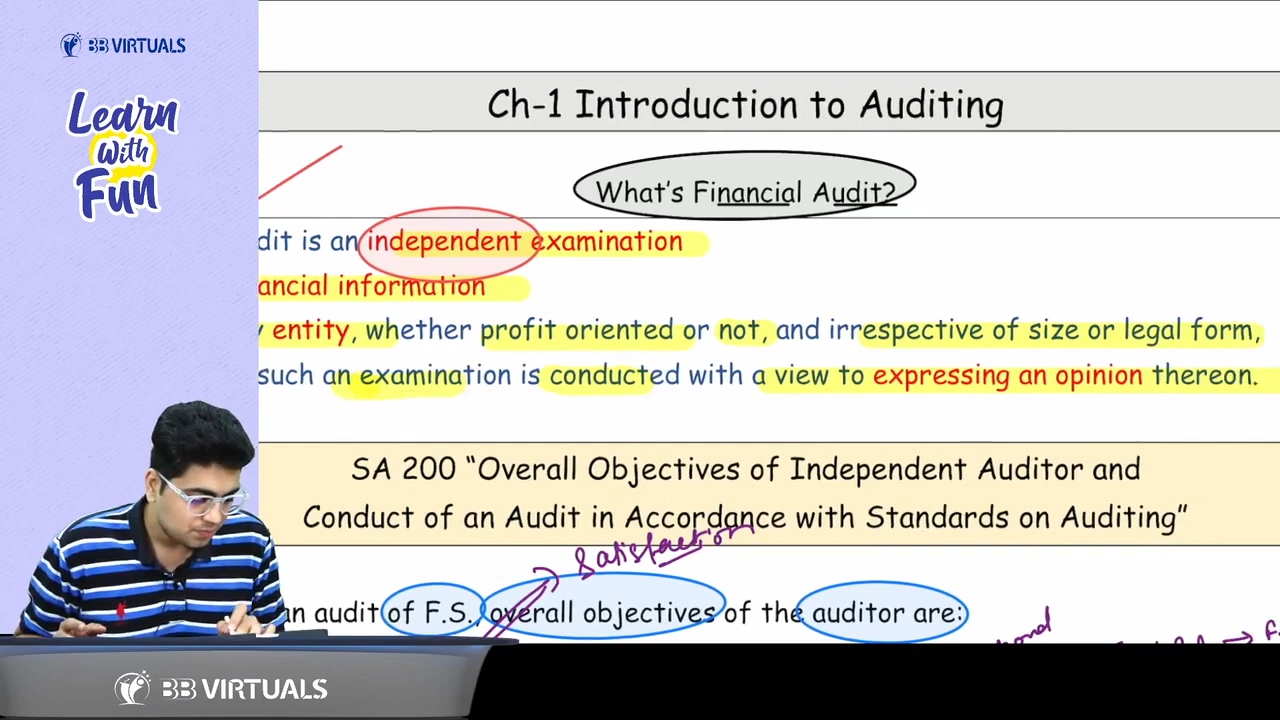 BB VIRTUALS
Learn
With
Fun
Ch-1 Introduction to Auditing
What's Financial Audit?
dit is an independent examination
ancial information
entity, whether profit oriented or not, and irrespective of size or legal form,
such an examination is conducted with a view to expressing an opinion thereon.
SA 200 “Overall Objectives of Independent Auditor and
Conduct of an Audit in Accordance with Standards on Auditing”
Satisfaction
an audit of F.S., overall objectives of the auditor are:
BB VIRTUALS